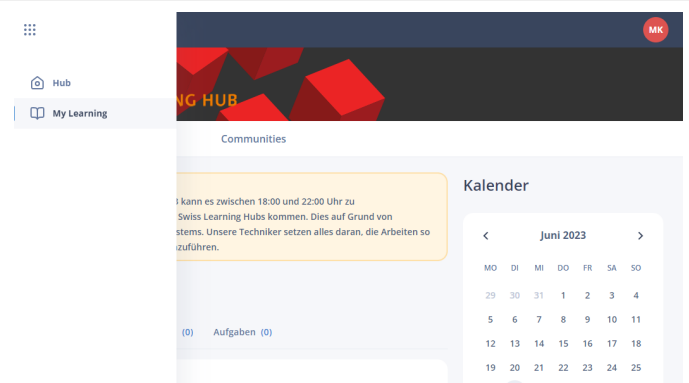 MK
Hub
My Learning
NG HUB
Communities
kann es zwischen 18:00 und 22:00 Uhr zu
Swiss Learning Hubs kommen. Dies auf Grund von
stems. Unsere Techniker setzen alles daran, die Arbeiten so
zuführen.
(0) Aufgaben (0)
Kalender
Juni 2023
MO DI MI DO FR SA SO
29 30 31 1 2 3 4
5 6 7 8 9 10 11
12 13 14 15 16 17 18
19 20 21 22 23 24 25